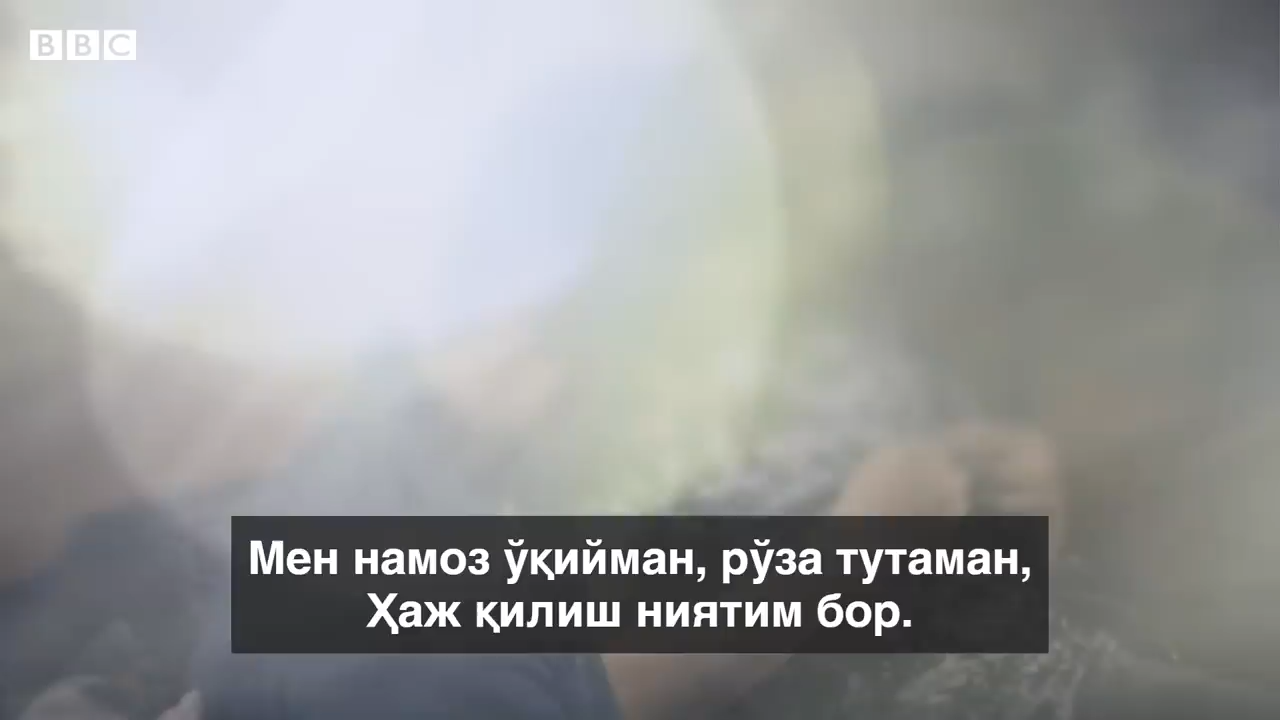 BBC
Мен намоз ўқийман, рўза тутаман,
Ҳаж қилиш ниятим бор.